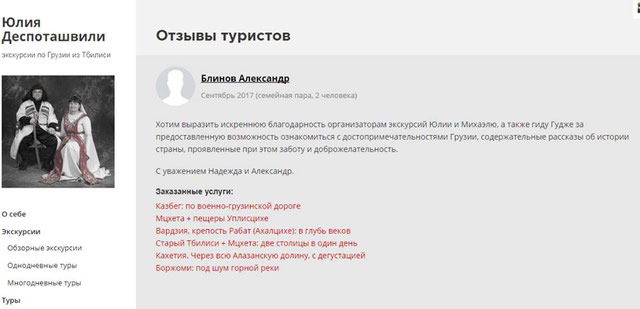 Юлия
Деспоташвили
экскурсии по Грузии из Тбилиси
О себе
Экскурсии
Обзорные экскурсии
Однодневные туры
Многодневные туры
Туры
Отзывы туристов
Блинов Александр
Сентябрь 2017 (семейная пара, 2 человека)
Хотим выразить искреннюю благодарность организаторам экскурсий Юлии и Михаэлю, а также гиду Гудже за
предоставленную возможность ознакомиться с достопримечательностями Грузии, содержательные рассказы об истории
страны, проявленные при этом заботу и доброжелательность.
С уважением Надежда и Александр.
Заказанные услуги:
Казбег: по военно-грузинской дороге
Мцхета + пещеры Уплисцихе
Вардзия, крепость Рабат (Ахалцихе): в глубь веков
Старый Тбилиси + Мцхета: две столицы в один день
Кахетия. Через всю Алазанскую долину, с дегустацией
Боржоми: под шум горной реки